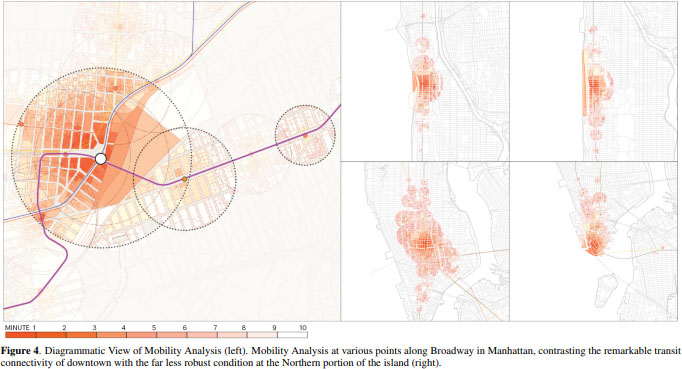 MINUTE 1 2 3 4 5 6 7 8 9 10
Figure 4. Diagrammatic View of Mobility Analysis (left). Mobility Analysis at various points along Broadway in Manhattan, contrasting the remarkable transit
connectivity of downtown with the far less robust condition at the Northern portion of the island (right).